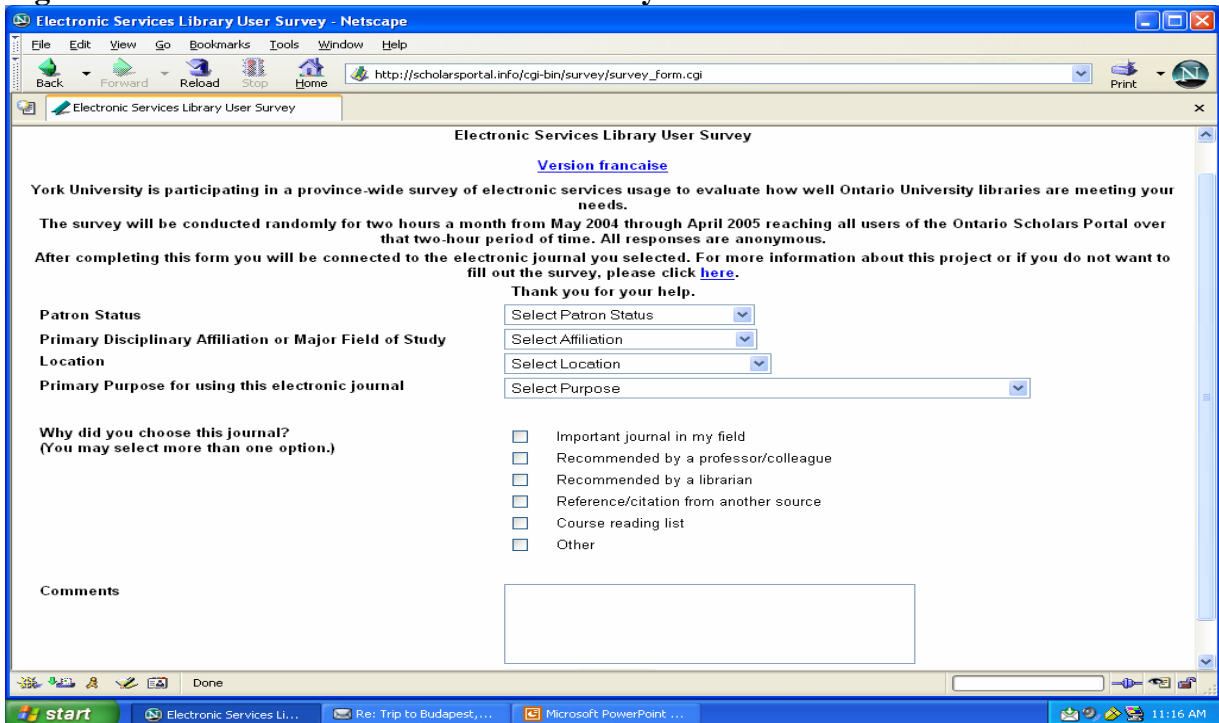 Electronic Services Library User Survey - Netscape
File Edit View Go Bookmarks Tools Window Help
Back Forward Reload Stop Home http://scholarsportal.info/cgi-bin/survey/survey_form.cgi Print
Electronic Services Library User Survey
Electronic Services Library User Survey
Version francaise
York University is participating in a province-wide survey of electronic services usage to evaluate how well Ontario University libraries are meeting your
needs.
The survey will be conducted randomly for two hours a month from May 2004 through April 2005 reaching all users of the Ontario Scholars Portal over
that two-hour period of time. All responses are anonymous.
After completing this form you will be connected to the electronic journal you selected. For more information about this project or if you do not want to
fill out the survey, please click here.
Thank you for your help.
Patron Status Select Patron Status
Primary Disciplinary Affiliation or Major Field of Study Select Affiliation
Location Select Location
Primary Purpose for using this electronic journal Select Purpose
Why did you choose this journal?
(You may select more than one option.)
Important journal in my field
Recommended by a professor/colleague
Recommended by a librarian
Reference/citation from another source
Course reading list
Other
Comments
Done
start Electronic Services Li... Re: Trip to Budapest,... Microsoft PowerPoint ... 11:16 AM